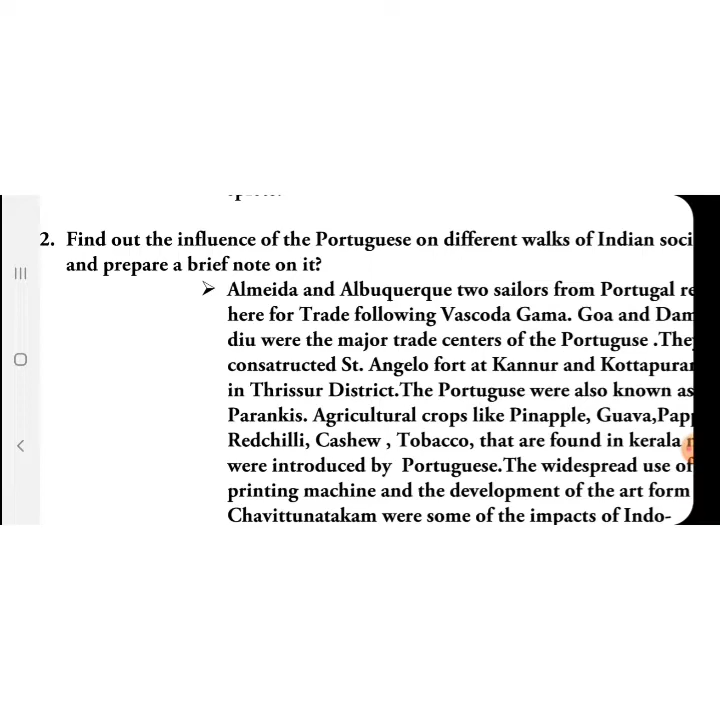 2. Find out the influence of the Portuguese on different walks of Indian soci
and prepare a brief note on it?
➢ Almeida and Albuquerque two sailors from Portugal re
here for Trade following Vascoda Gama. Goa and Dam
diu were the major trade centers of the Portuguse .They
consatructed St. Angelo fort at Kannur and Kottapuram
in Thrissur District.The Portuguse were also known as
Parankis. Agricultural crops like Pinapple, Guava,Papp
Redchilli, Cashew , Tobacco, that are found in kerala
were introduced by Portuguese.The widespread use of
printing machine and the development of the art form
Chavittunatakam were some of the impacts of Indo-